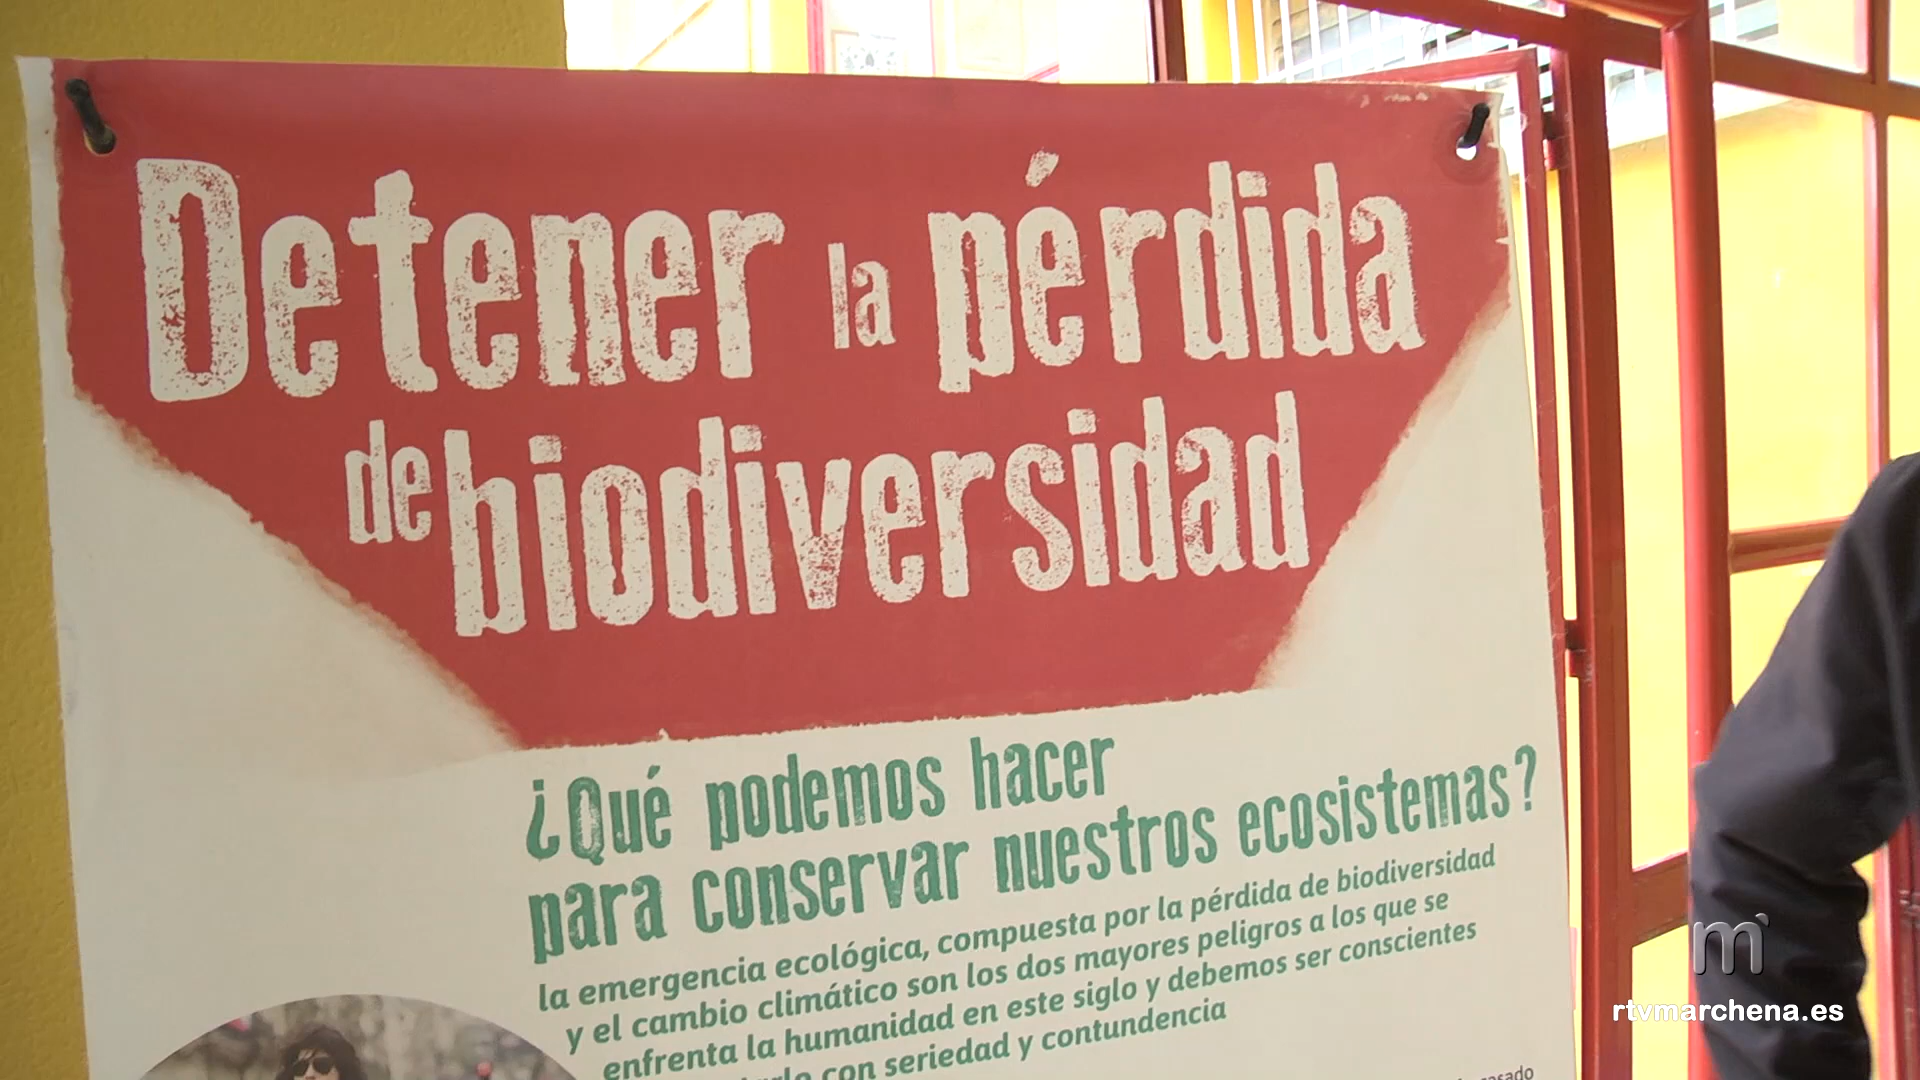 Detener la pérdida
de biodiversidad
¿Qué podemos hacer
para conservar nuestros ecosistemas?
la emergencia ecológica, compuesta por la pérdida de biodiversidad
y el cambio climático son los dos mayores peligros a los que se
enfrenta la humanidad en este siglo y debemos ser conscientes
con seriedad y contundencia
m
rtvmarchena.es